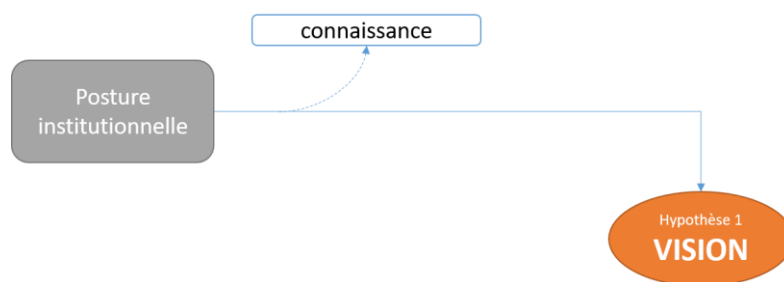 connaissance
Posture
institutionnelle
Hypothèse 1
VISION